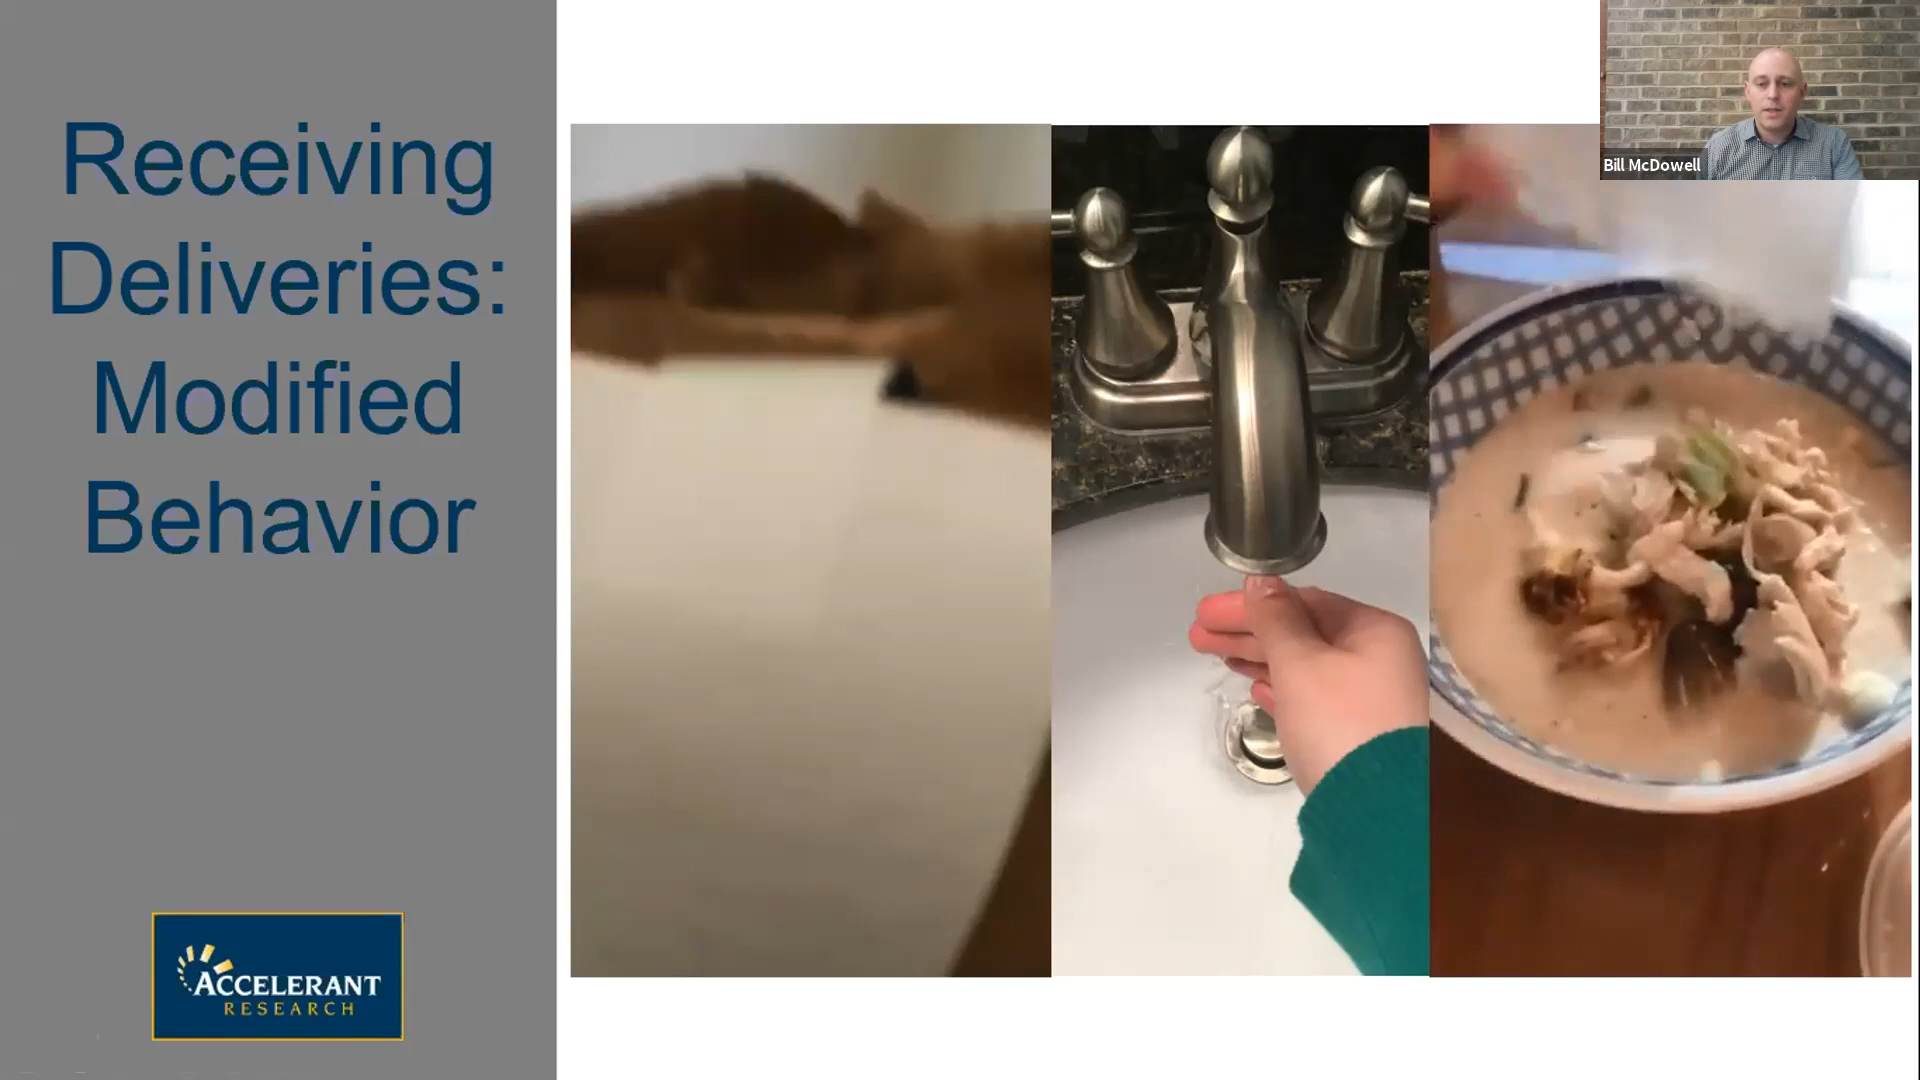 Receiving
Deliveries:
Modified
Behavior
ACCELERANT
RESEARCH
Bill McDowell